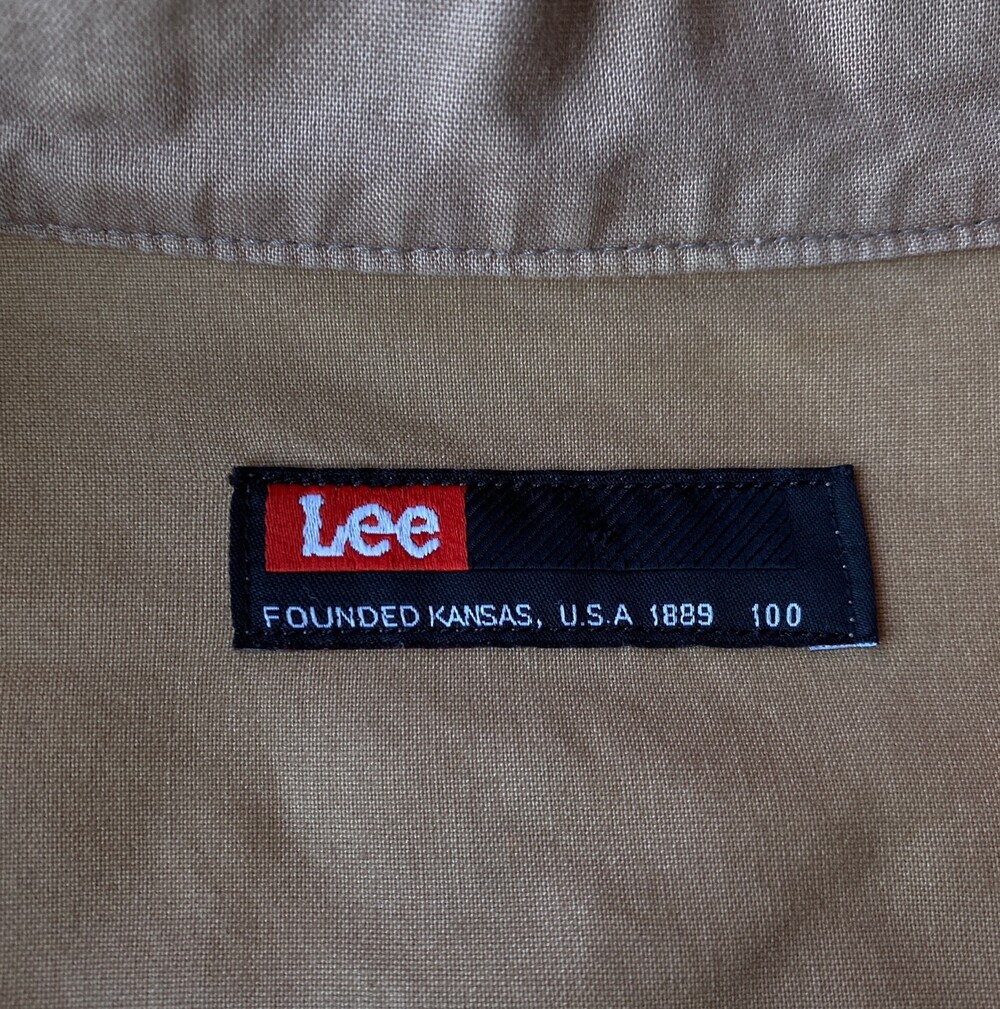 Lee
FOUNDED KANSAS, U.S.A 1889 100